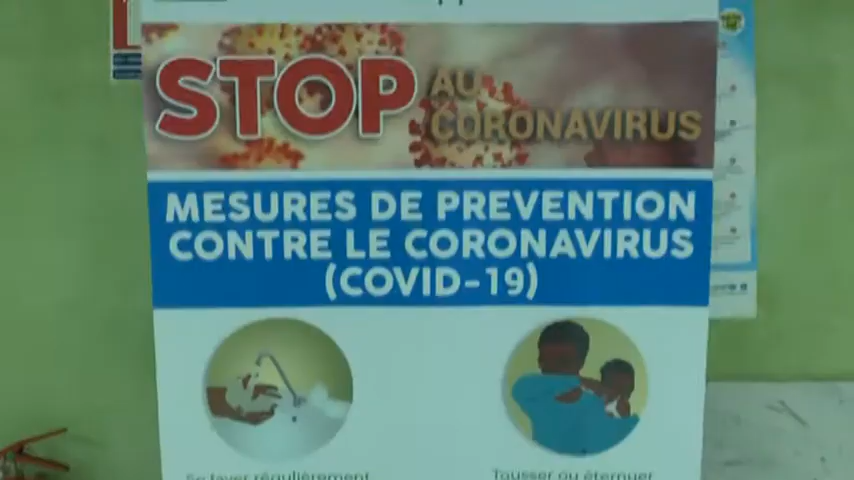 STOP
AU
CORONAVIRUS
MESURES DE PREVENTION
CONTRE LE CORONAVIRUS
(COVID-19)
Se laver régulièrement
Tousser ou éternuer